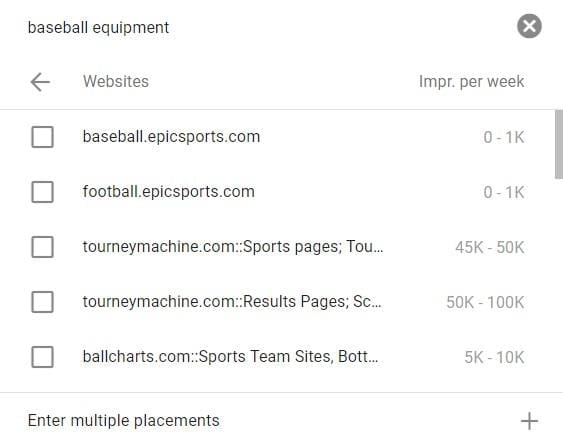 baseball equipment
Websites Impr. per week
baseball.epicsports.com 0 - 1K
football.epicsports.com 0 - 1K
tourneymachine.com::Sports pages; Tou... 45K - 50K
tourneymachine.com::Results Pages; Sc... 50K - 100K
ballcharts.com::Sports Team Sites, Bott... 5K - 10K
Enter multiple placements